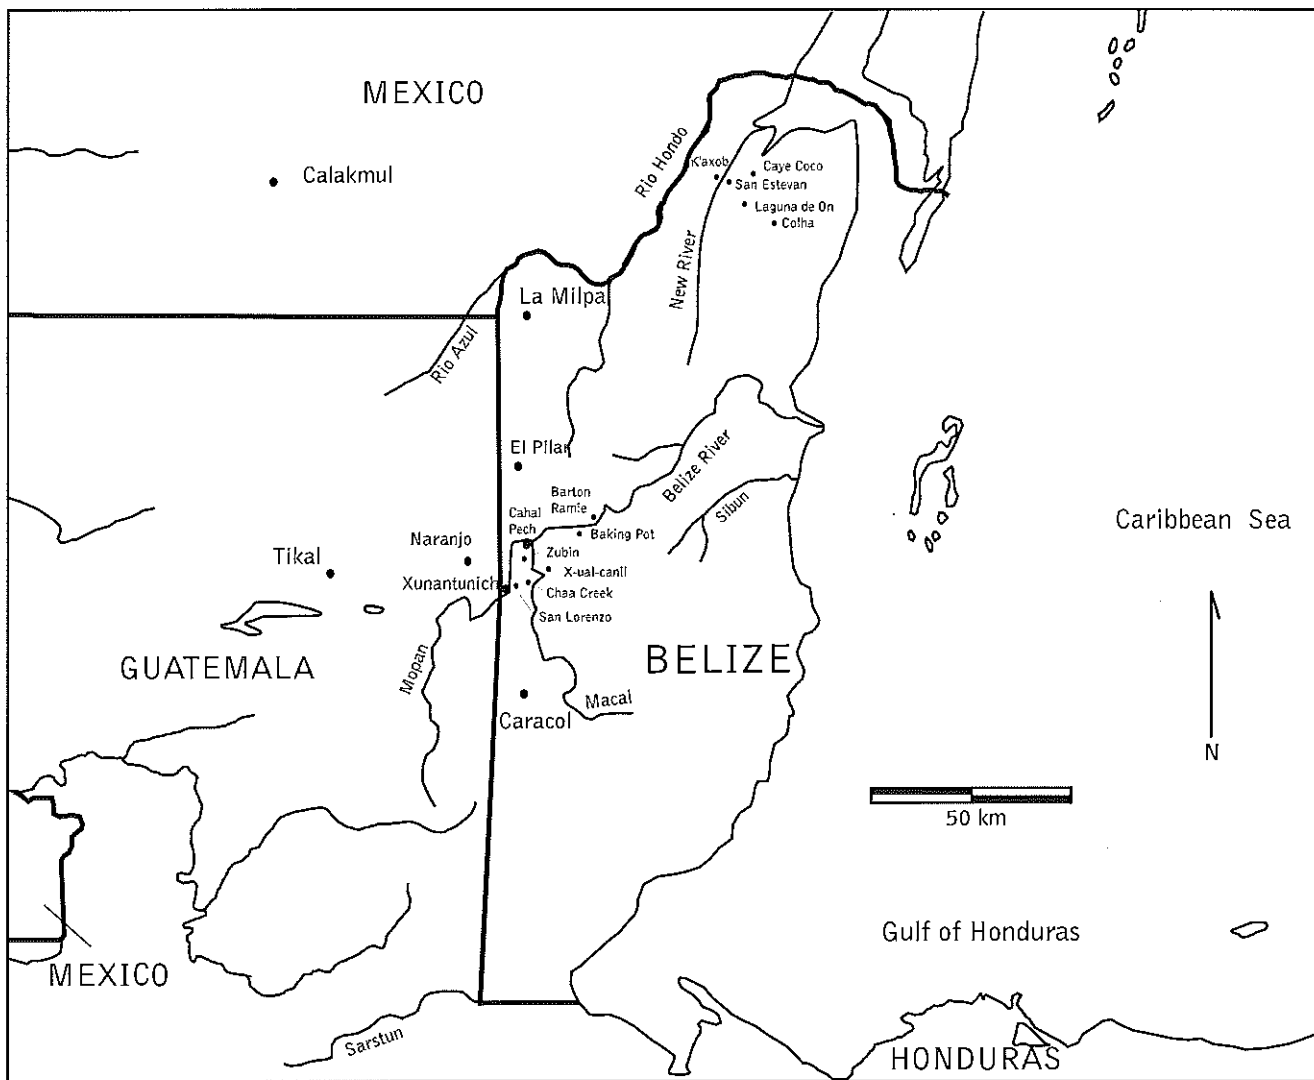 MEXICO
Calakmul
Rio Hondo
K'axob
Caye Coco
San Estevan
Laguna de On
Colha
New River
La Milpa
Rio Azul
El Pilar
Belize River
Barton
Ramie
Sibun
Cahal
Pech
Baking Pot
Caribbean Sea
Naranjo
Tikal
Zubin
X-ual-canil
Xunantunich
Chaa Creek
San Lorenzo
GUATEMALA
Mopan
BELIZE
Macal
Caracol
N
50 km
Gulf of Honduras
MEXICO
Sarstun
HONDURAS